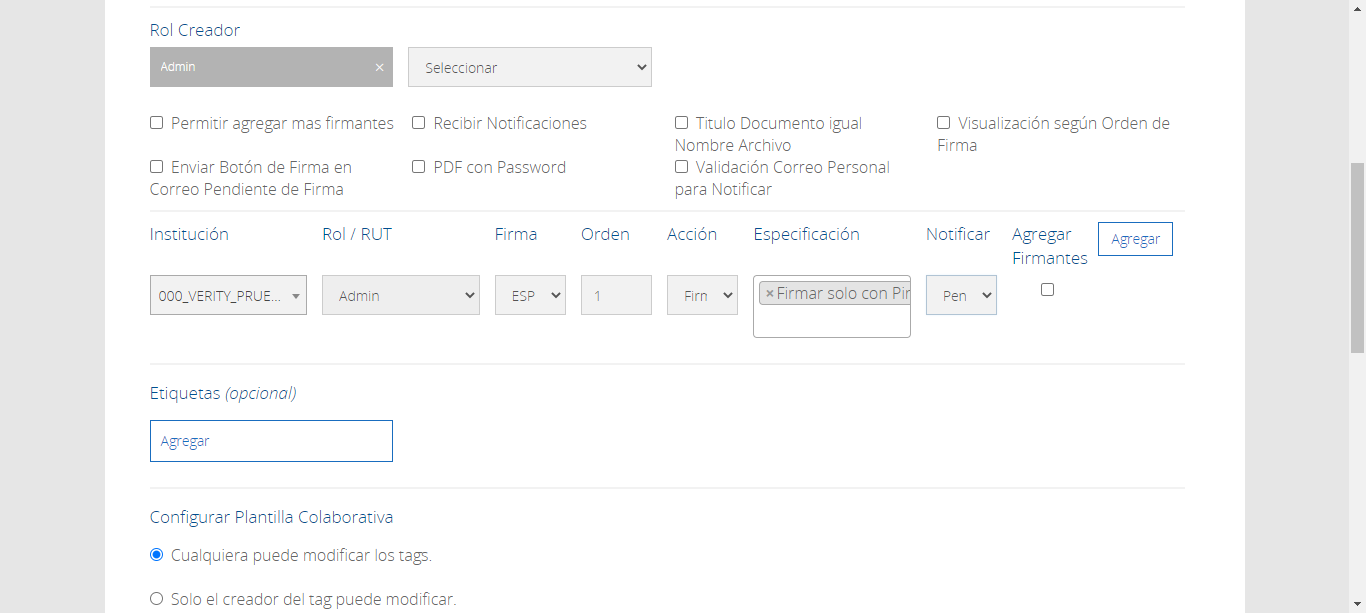 Rol Creador
Admin ×
Seleccionar
Permitir agregar mas firmantes
Recibir Notificaciones
Titulo Documento igual
Nombre Archivo
Visualización según Orden de
Firma
Enviar Botón de Firma en
Correo Pendiente de Firma
PDF con Password
Validación Correo Personal
para Notificar
Institución
Rol / RUT
Firma
Orden
Acción
Especificación
Notificar
Agregar
Firmantes
Agregar
000_VERITY_PRUE...
Admin
ESP
1
Firn
×Firmar solo con Pin
Pen
Etiquetas (opcional)
Agregar
Configurar Plantilla Colaborativa
Cualquiera puede modificar los tags.
Solo el creador del tag puede modificar.